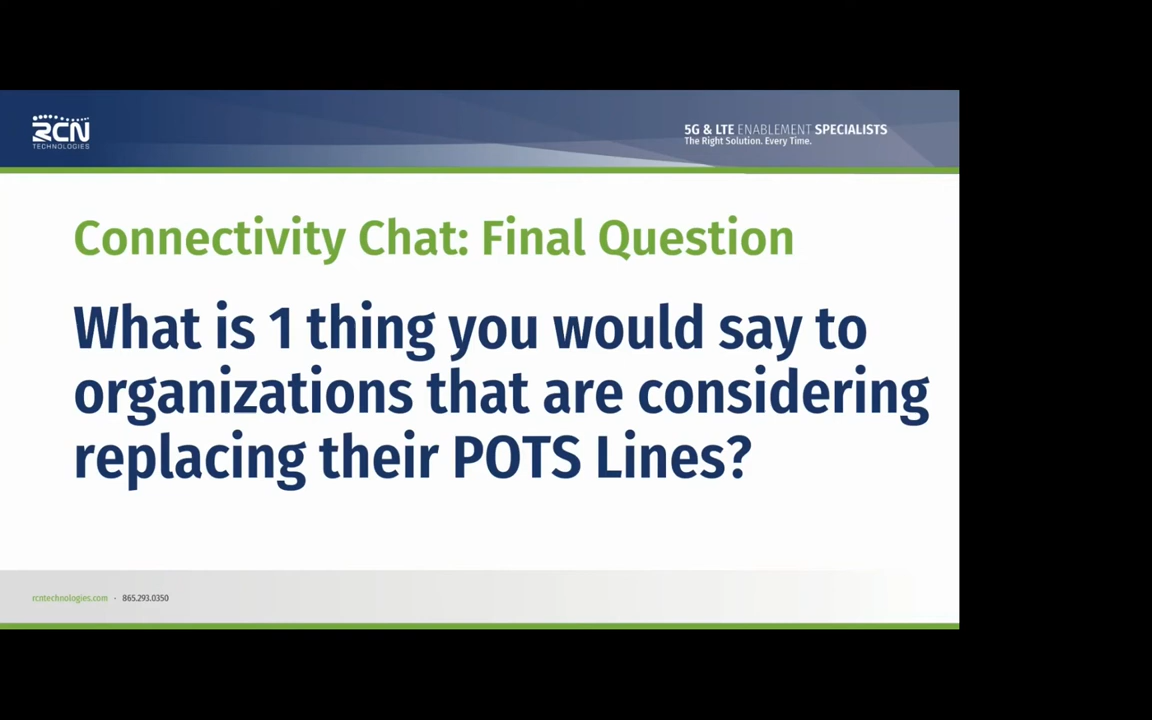 RCN
TECHNOLOGIES
5G & LTE ENABLEMENT SPECIALISTS
The Right Solution. Every Time.
Connectivity Chat: Final Question
What is 1 thing you would say to
organizations that are considering
replacing their POTS Lines?
rcntechnologies.com · 865.293.0350